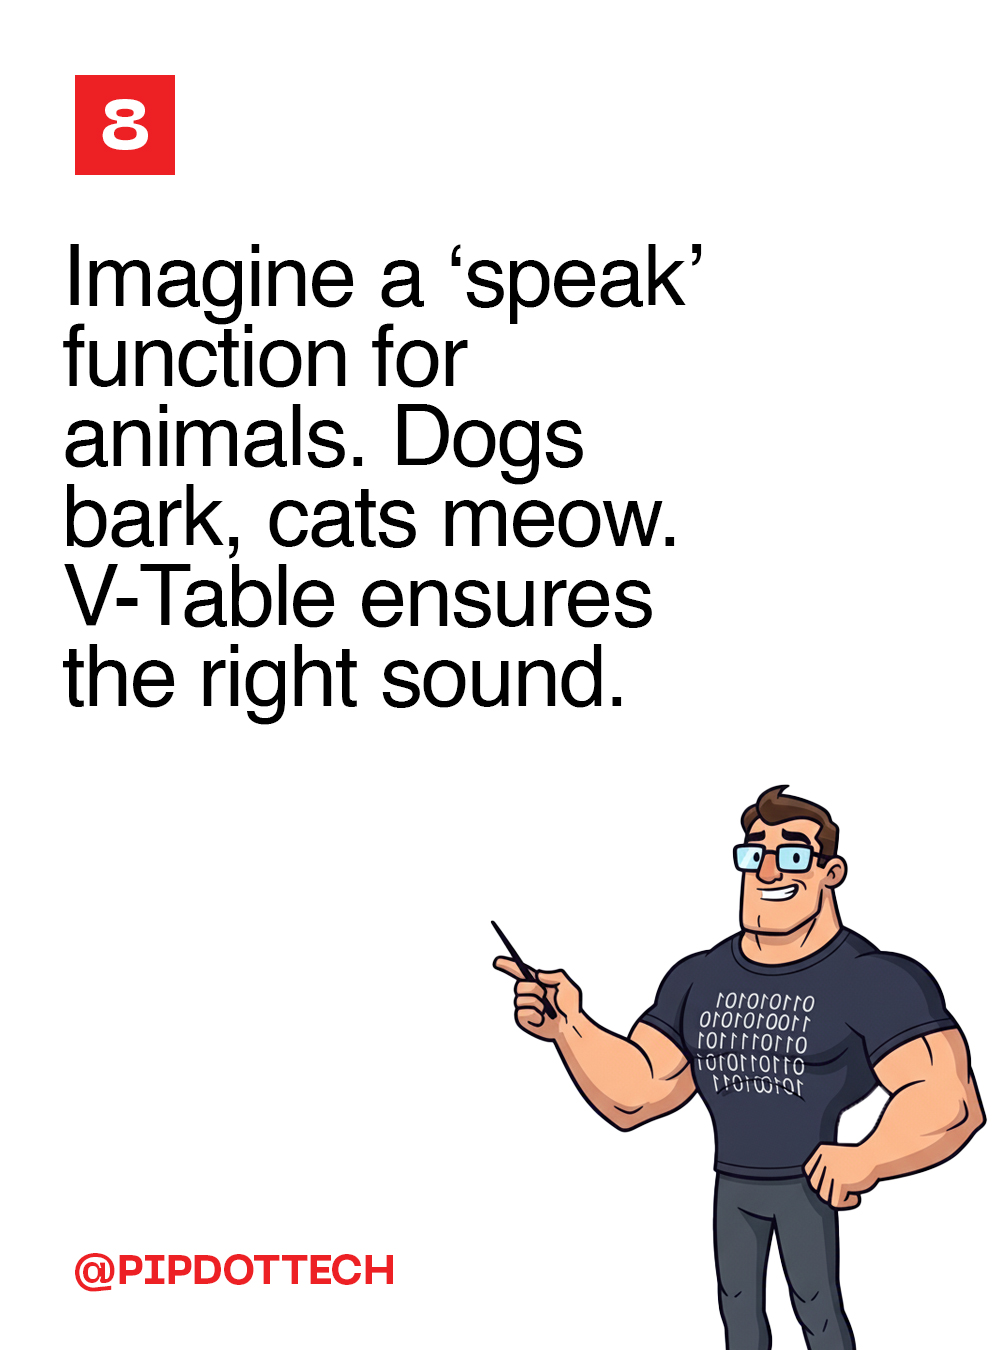 8
Imagine a ‘speak’
function for
animals. Dogs
bark, cats meow.
V-Table ensures
the right sound.
@PIPDOTTECH